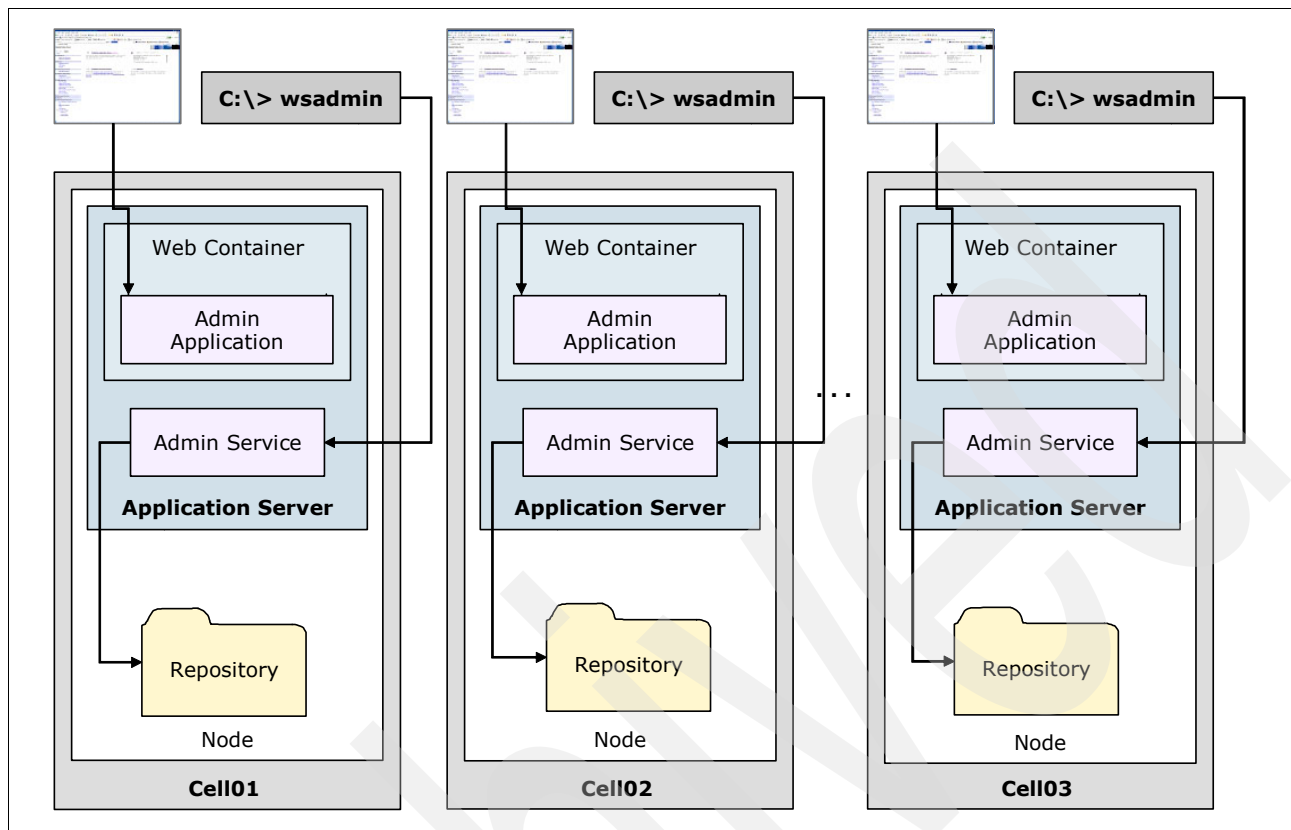 C:\> wsadmin
C:\> wsadmin
C:\> wsadmin
Web Container
Admin
Application
Admin Service
Application Server
Repository
Node
Cell01
Web Container
Admin
Application
Admin Service
Application Server
Repository
Node
Cell02
...
Web Container
Admin
Application
Admin Service
Application Server
Repository
Node
Cell03